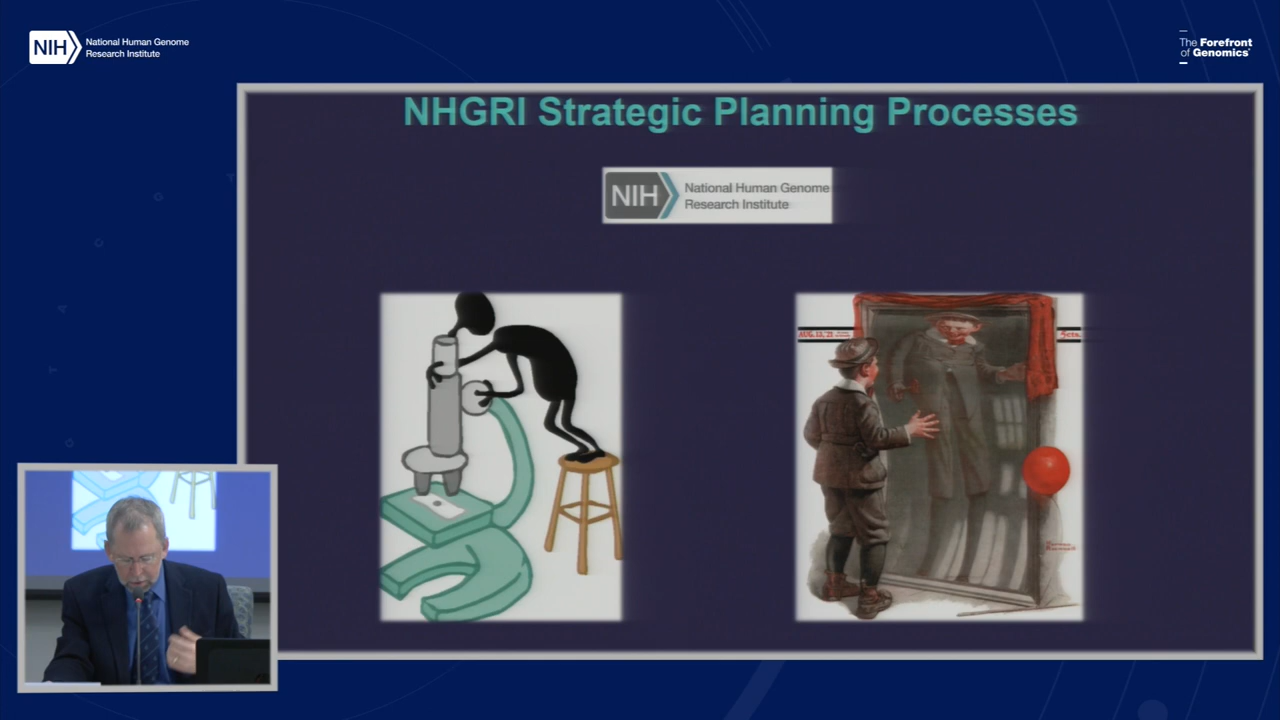 NIH National Human Genome
Research Institute
The Forefront
of Genomics
NHGRI Strategic Planning Processes
NIH National Human Genome
Research Institute